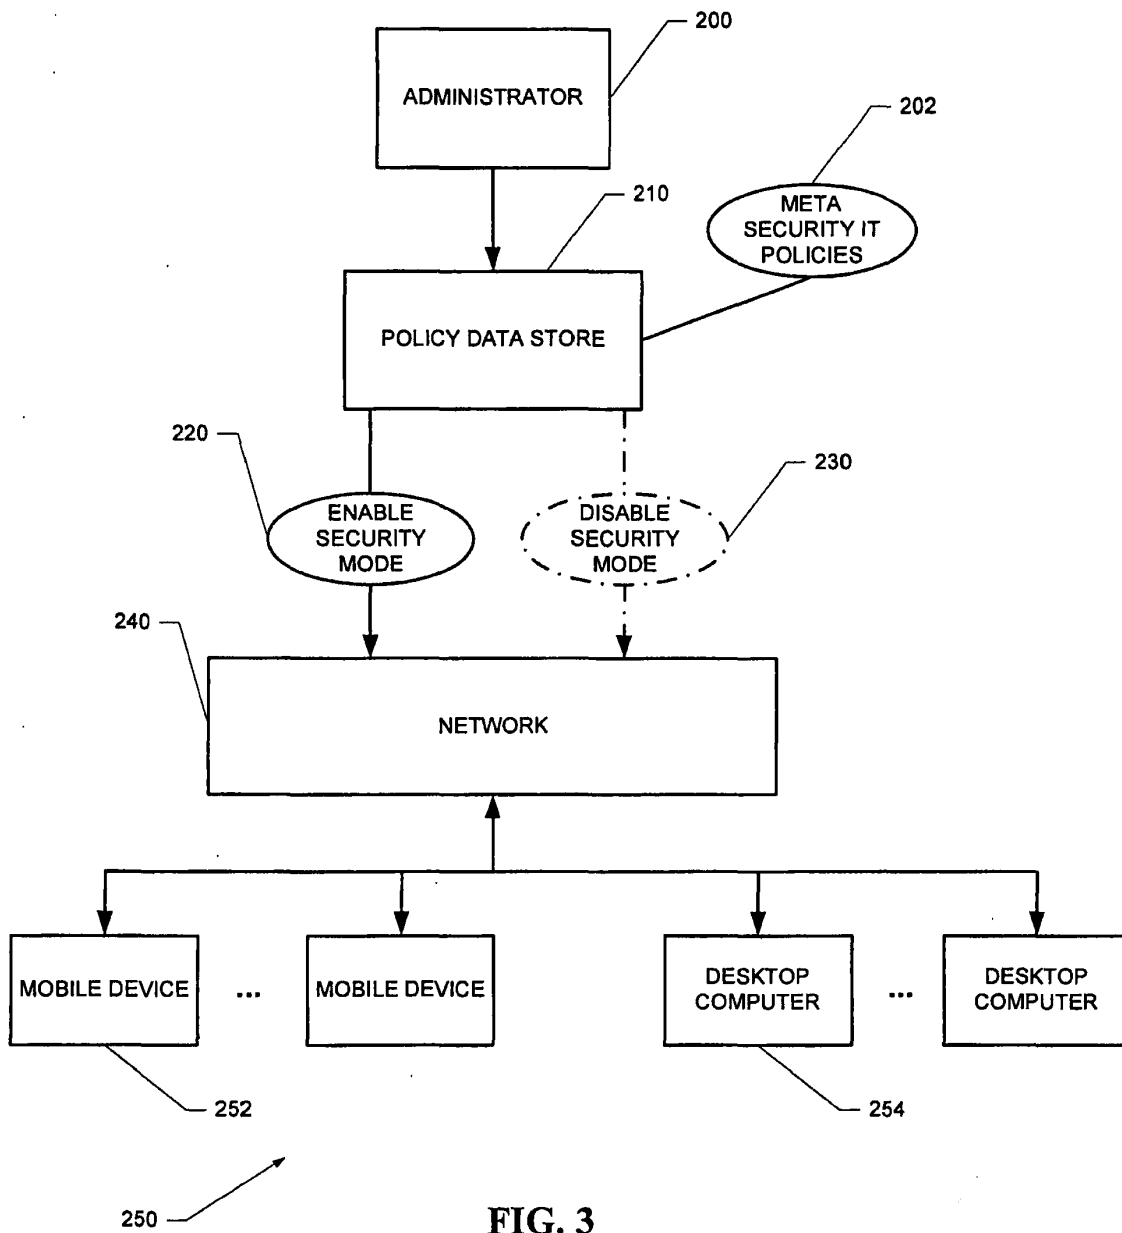 200
ADMINISTRATOR
202
META
SECURITY IT
POLICIES
210
POLICY DATA STORE
220
ENABLE
SECURITY
MODE
230
DISABLE
SECURITY
MODE
240
NETWORK
MOBILE DEVICE
...
MOBILE DEVICE
DESKTOP
COMPUTER
...
DESKTOP
COMPUTER
252
254
250
FIG. 3